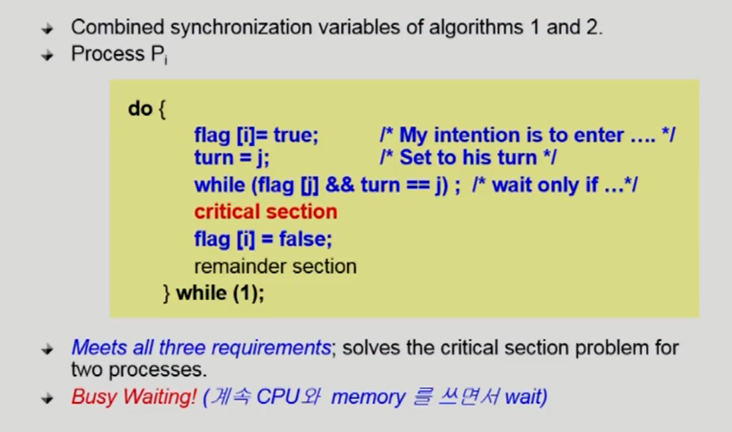 Combined synchronization variables of algorithms 1 and 2.
Process Pi
do {
flag [i]= true; /* My intention is to enter .... */
turn = j; /* Set to his turn */
while (flag [j] && turn == j) ; /* wait only if ...*/
critical section
flag [i] = false;
remainder section
} while (1);
Meets all three requirements; solves the critical section problem for
two processes.
Busy Waiting! (계속 CPU와 memory 를 쓰면서 wait)